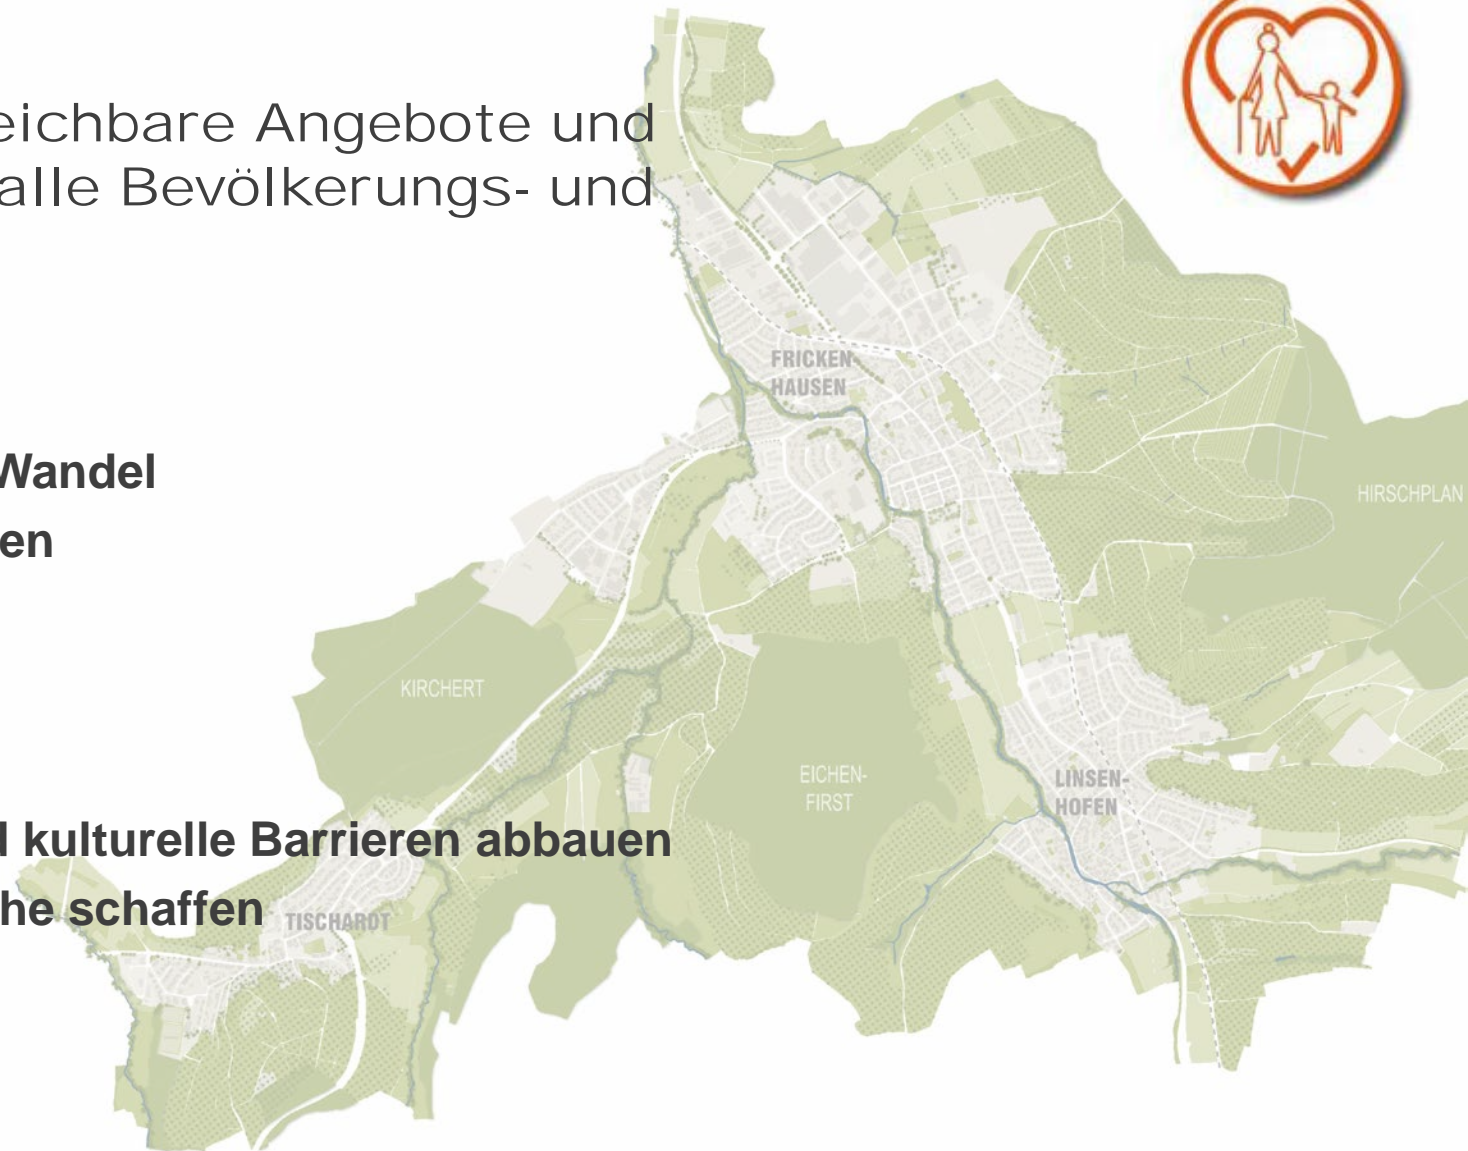 eichbare Angebote und
alle Bevölkerungs- und
FRICKEN-
HAUSEN
Wandel
en
HIRSCHPLAN
KIRCHERT
EICHEN-
FIRST
LINSEN-
HOFEN
d kulturelle Barrieren abbauen
he schaffen
TISCHARDT